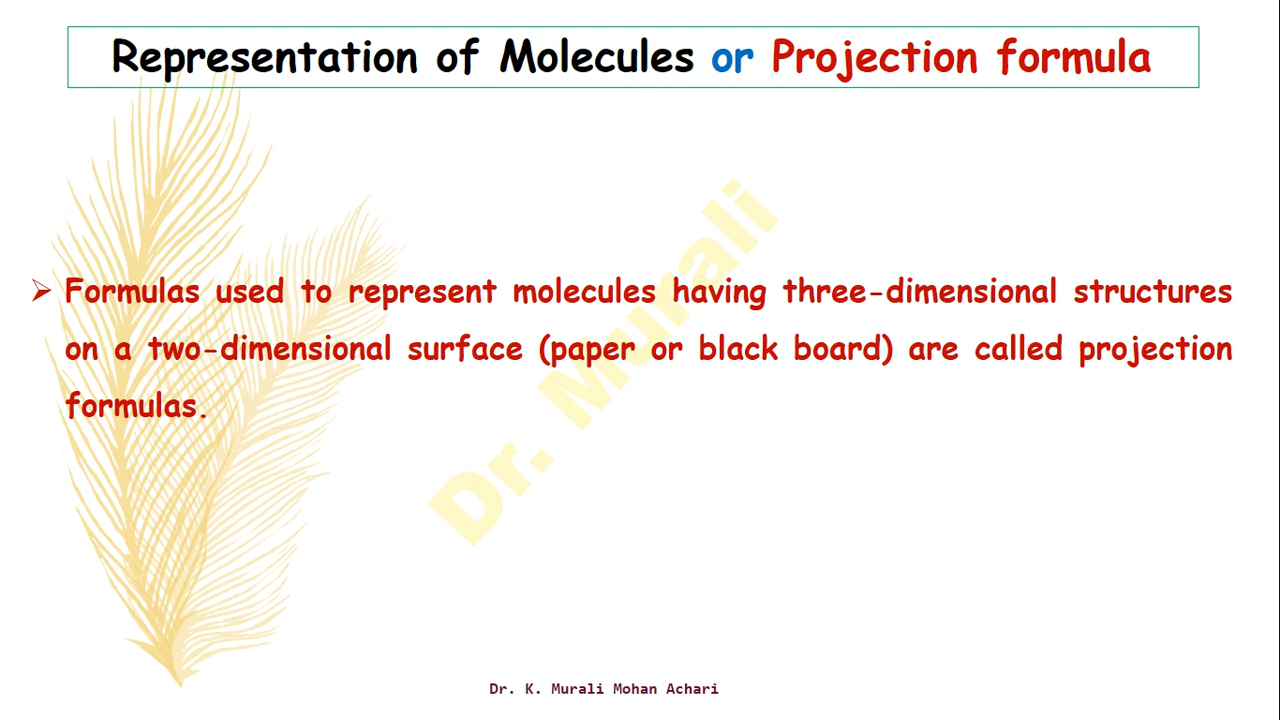 Representation of Molecules or Projection formula
Dr. Murali
➢ Formulas used to represent molecules having three-dimensional structures
on a two-dimensional surface (paper or black board) are called projection
formulas.
Dr. K. Murali Mohan Achari